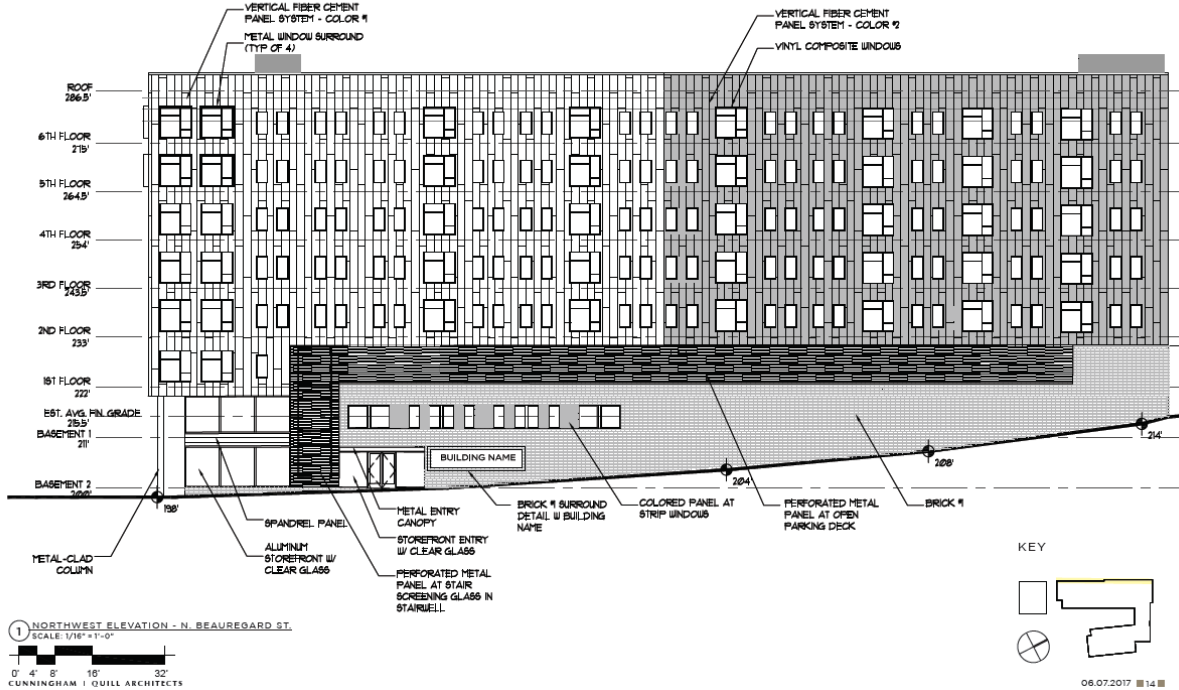 VERTICAL FIBER CEMENT
PANEL SYSTEM - COLOR #1
METAL WINDOW SURROUND
(TYP OF 4)
VERTICAL FIBER CEMENT
PANEL SYSTEM - COLOR #2
VINYL COMPOSITE WINDOWS
ROOF
286.5'
6TH FLOOR
275'
5TH FLOOR
264.5'
4TH FLOOR
254'
3RD FLOOR
243.5'
2ND FLOOR
233'
1ST FLOOR
222'
EST. AVG. FIN. GRADE
215.5'
BASEMENT 1
211'
BASEMENT 2
200'
BUILDING NAME
198'
204
208'
214'
METAL-CLAD
COLUMN
SPANDREL PANEL
ALUMINUM
STOREFRONT W/
CLEAR GLASS
METAL ENTRY
CANOPY
STOREFRONT ENTRY
W/ CLEAR GLASS
PERFORATED METAL
PANEL AT STAIR
SCREENING GLASS IN
STAIRWELL
BRICK #1 SURROUND
DETAIL W BUILDING
NAME
COLORED PANEL AT
STRIP WINDOWS
PERFORATED METAL
PANEL AT OPEN
PARKING DECK
BRICK #1
KEY
1 NORTHWEST ELEVATION - N. BEAUREGARD ST.
SCALE: 1/16" = 1'-0"
0' 4' 8' 16' 32'
CUNNINGHAM | QUILL ARCHITECTS
06.07.2017 14